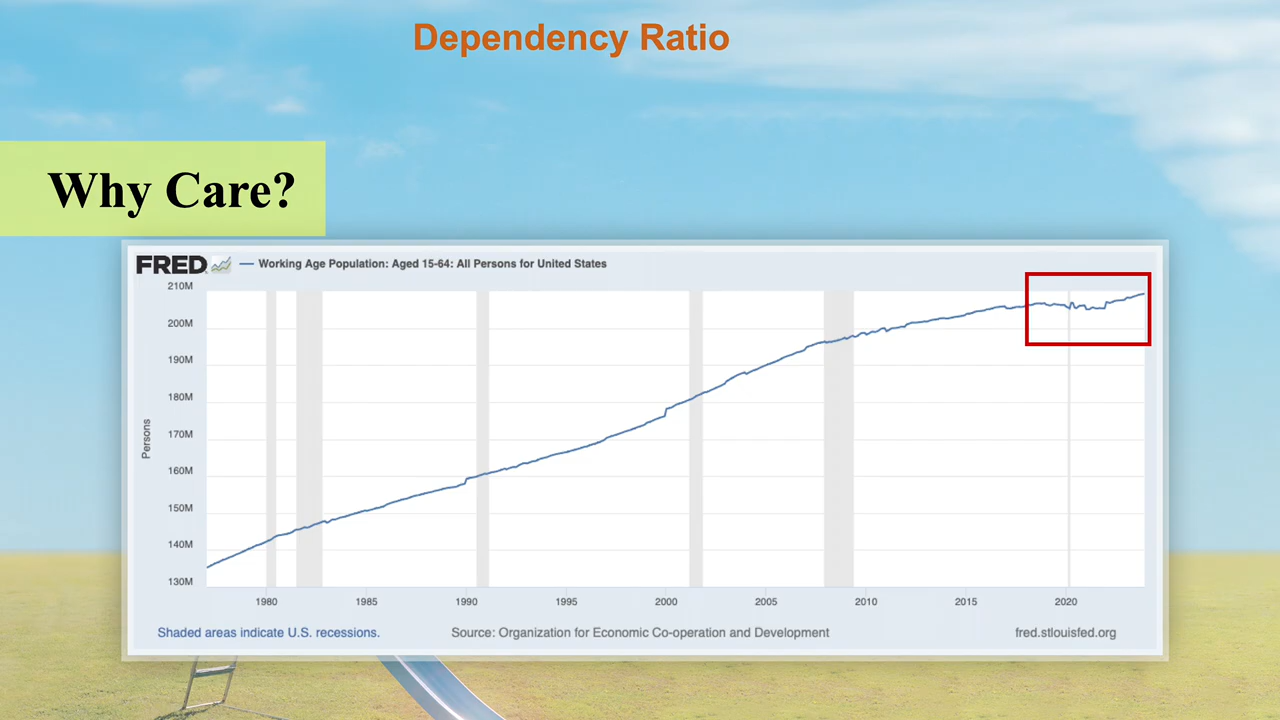 Dependency Ratio
Why Care?
FRED
Working Age Population: Aged 15-64: All Persons for United States
210M
200M
190M
180M
170M
160M
150M
140M
130M
Persons
1980 1985 1990 1995 2000 2005 2010 2015 2020
Shaded areas indicate U.S. recessions. Source: Organization for Economic Co-operation and Development fred.stlouisfed.org